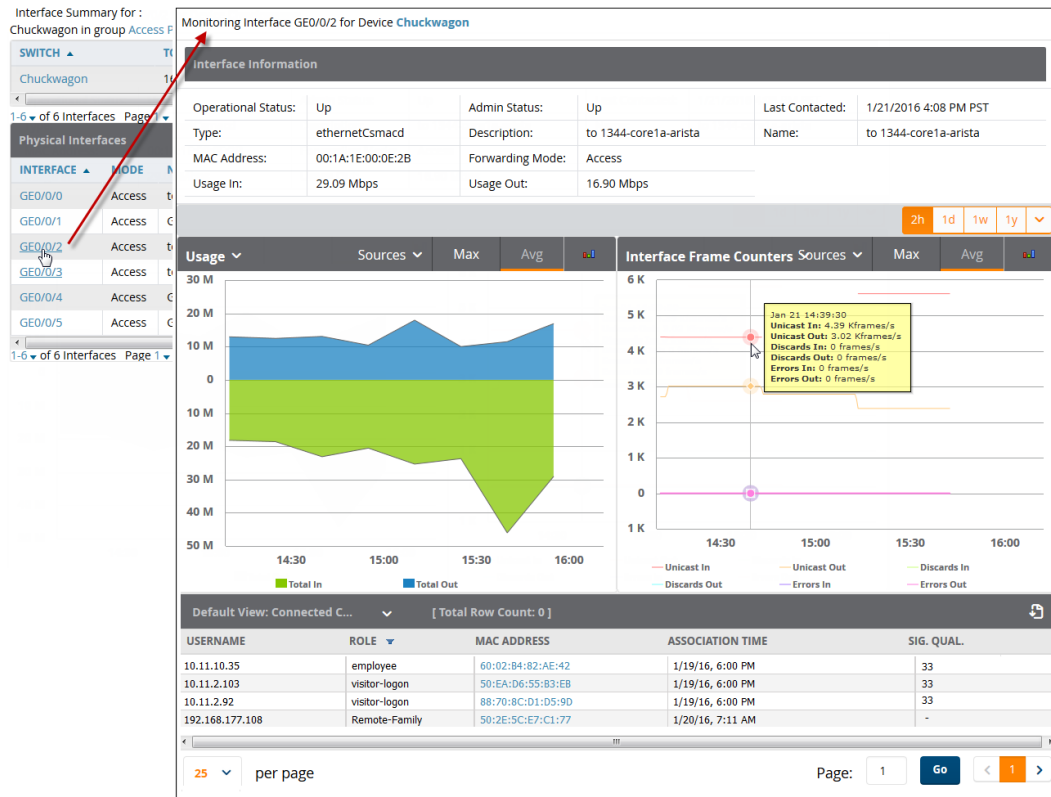 Interface Summary for :
Chuckwagon in group Access P
SWITCH
Chuckwagon
1-6 of 6 Interfaces Page 1
Physical Interfaces
INTERFACE MODE
GE0/0/0 Access
GE0/0/1 Access
GE0/0/2 Access
GE0/0/3 Access
GE0/0/4 Access
GE0/0/5 Access
1-6 of 6 Interfaces Page 1
Monitoring Interface GE0/0/2 for Device Chuckwagon
Interface Information
Operational Status: Up Admin Status: Up Last Contacted: 1/21/2016 4:08 PM PST
Type: ethernetCsmacd Description: to 1344-core1a-arista Name: to 1344-core1a-arista
MAC Address: 00:1A:1E:00:0E:2B Forwarding Mode: Access
Usage In: 29.09 Mbps Usage Out: 16.90 Mbps
2h 1d 1w 1y
Usage Sources Max Avg
30 M
20 M
10 M
0
10 M
20 M
30 M
40 M
50 M
14:30 15:00 15:30 16:00
Total In Total Out
Interface Frame Counters Sources Max Avg
6 K
5 K
4 K
3 K
2 K
1 K
0
1 K
Jan 21 14:39:30
Unicast In: 4.39 Kframes/s
Unicast Out: 3.02 Kframes/s
Discards In: 0 frames/s
Discards Out: 0 frames/s
Errors In: 0 frames/s
Errors Out: 0 frames/s
14:30 15:00 15:30 16:00
Unicast In Unicast Out Discards In
Discards Out Errors In Errors Out
Default View: Connected C... [ Total Row Count: 0 ]
USERNAME ROLE MAC ADDRESS ASSOCIATION TIME SIG. QUAL.
10.11.10.35 employee 60:02:B4:82:AE:42 1/19/16, 6:00 PM 33
10.11.2.103 visitor-logon 50:EA:D6:55:B3:EB 1/19/16, 6:00 PM 33
10.11.2.92 visitor-logon 88:70:8C:D1:D5:9D 1/19/16, 6:00 PM 33
192.168.177.108 Remote-Family 50:2E:5C:E7:C1:77 1/20/16, 7:11 AM -
25 per page Page: 1 Go < 1 >